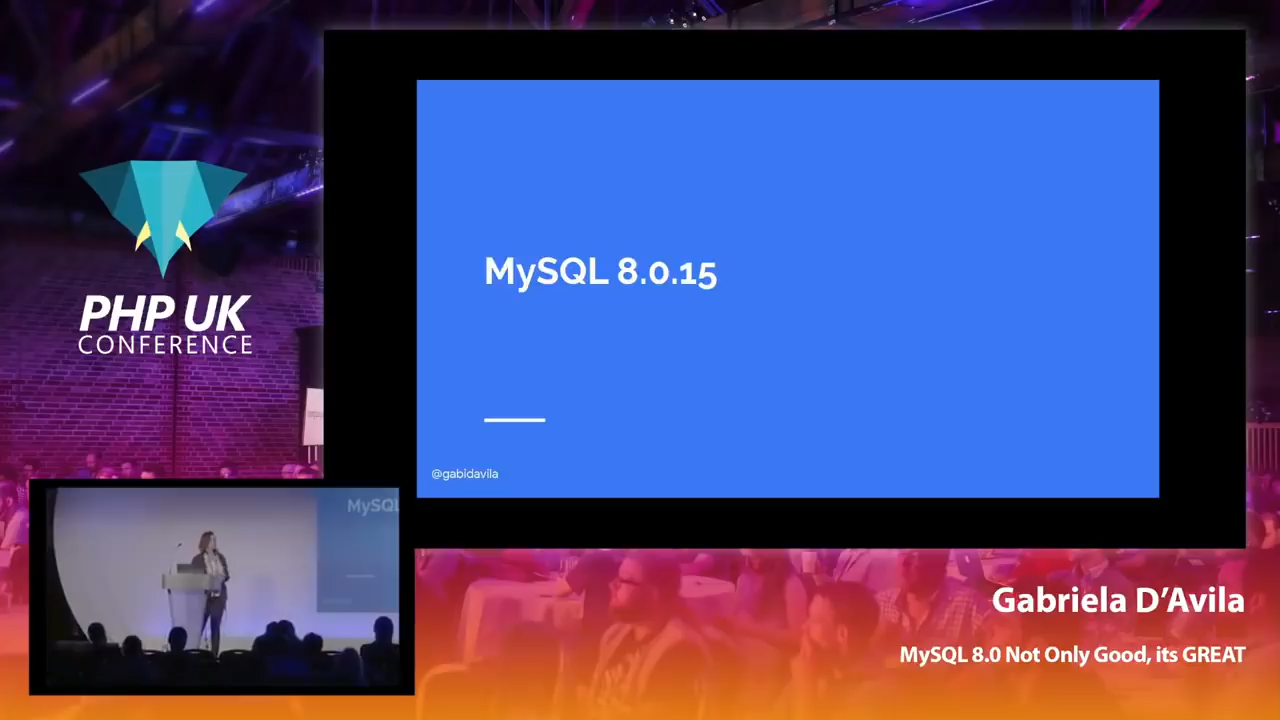 PHP UK
CONFERENCE
MySQL 8.0.15
@gabidavila
MySQL
Gabriela D’Avila
MySQL 8.0 Not Only Good, its GREAT